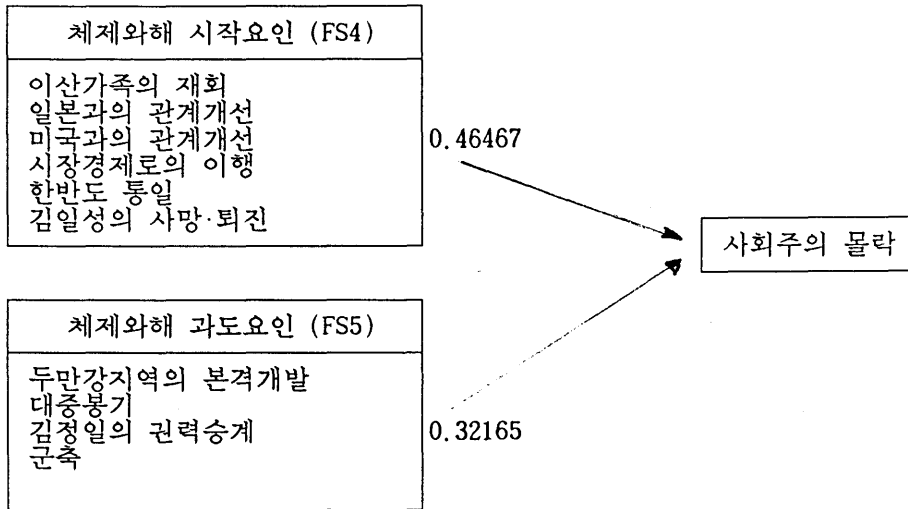 체제와해 시작요인 (FS4)
이산가족의 재회
일본과의 관계개선
미국과의 관계개선
시장경제로의 이행
한반도 통일
김일성의 사망·퇴진
0.46467
사회주의 몰락
체제와해 과도요인 (FS5)
두만강지역의 본격개발
대중봉기
김정일의 권력승계
군축
0.32165